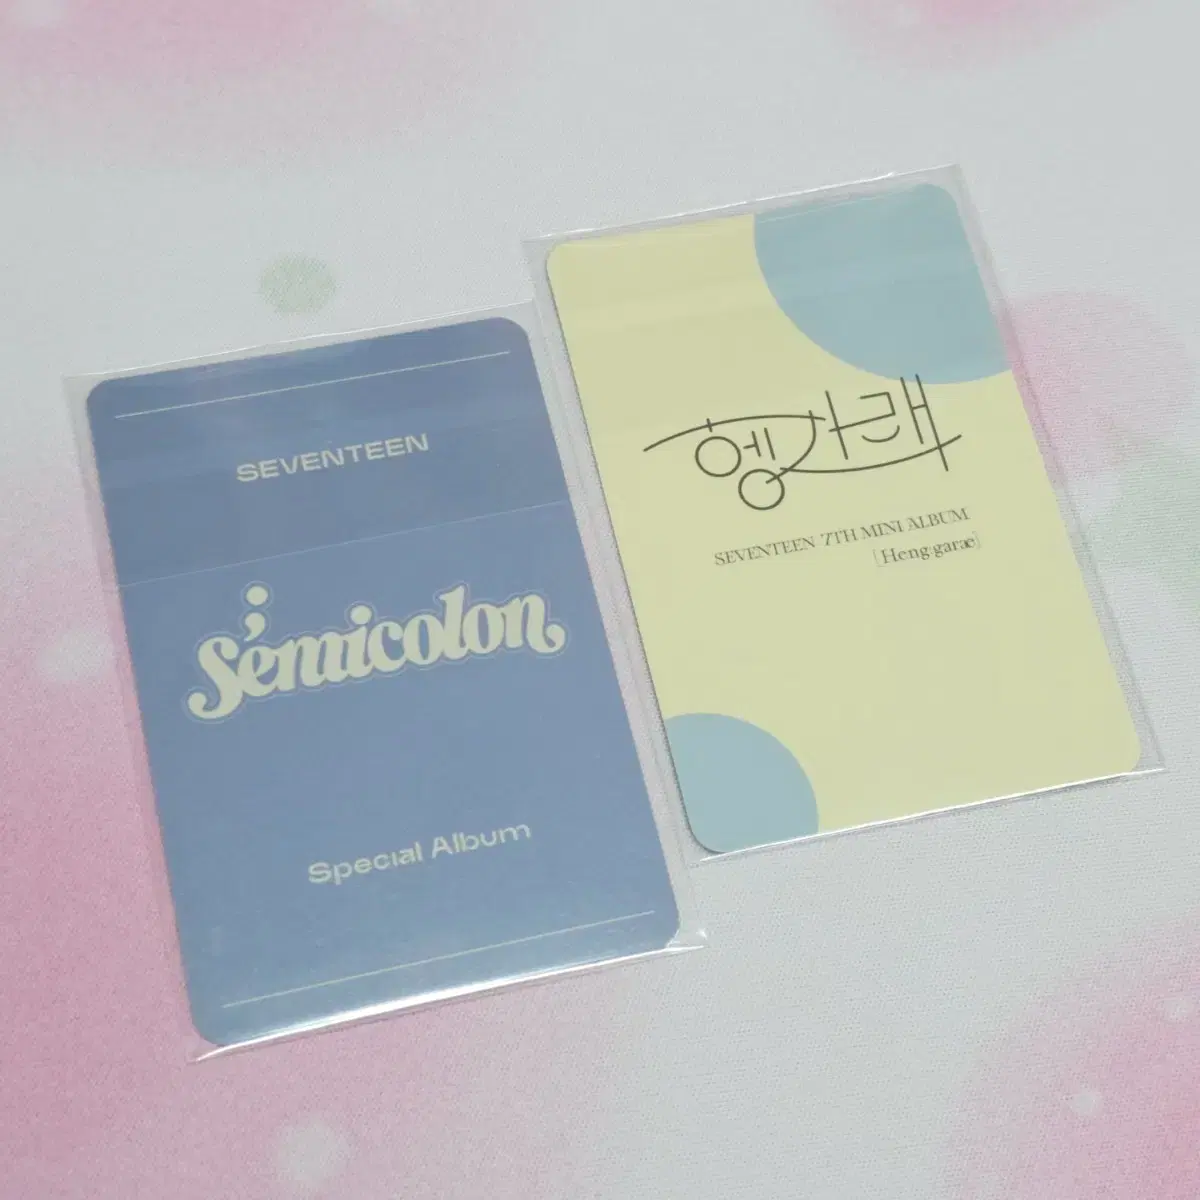 SEVENTEEN
Semicolon
Special Album
헹가래
SEVENTEEN 7TH MINI ALBUM
[Heng:garæ]